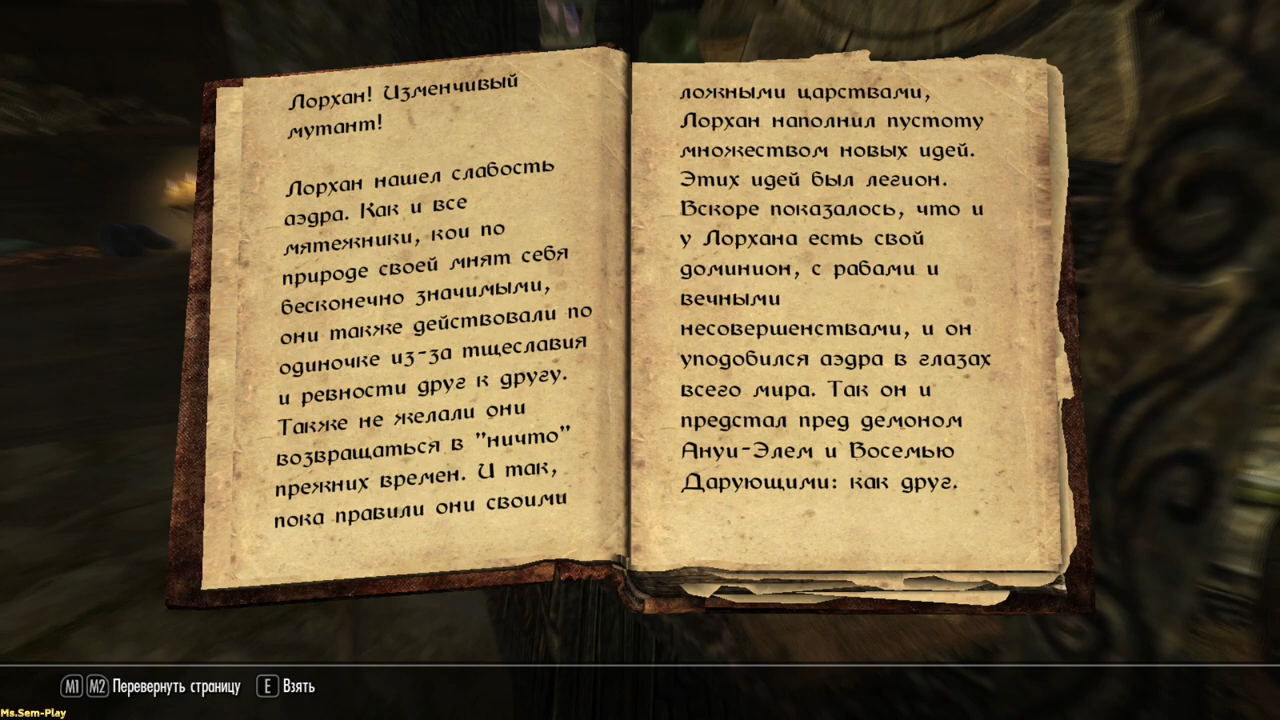 Лорхан! Изменчивый
мутант!
Лорхан нашел слабость
аэдра. Как и все
мятежники, кои по
природе своей мнят себя
бесконечно значимыми,
они также действовали по
одиночке из-за тщеславия
и ревности друг к другу.
Также не желали они
возвращаться в "ничто"
прежних времен. И так,
пока правили они своими
ложными царствами,
Лорхан наполнил пустоту
множеством новых идей.
Этих идей был легион.
Вскоре показалось, что и
у Лорхана есть свой
доминион, с рабами и
вечными
несовершенствами, и он
уподобился аэдра в глазах
всего мира. Так он и
предстал пред демоном
Ануи-Элем и Восемью
Дарующими: как друг.
M1 M2 Перевернуть страницу E Взять
Ms.Sem-Play